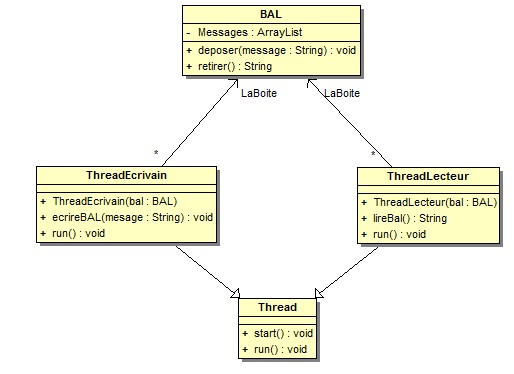 BAL
- Messages : ArrayList
+ deposer(message : String) : void
+ retirer() : String
LaBoite
LaBoite
*
*
ThreadEcrivain
+ ThreadEcrivain(bal : BAL)
+ ecrireBAL(mesage : String) : void
+ run() : void
ThreadLecteur
+ ThreadLecteur(bal : BAL)
+ lireBal() : String
+ run() : void
Thread
+ start() : void
+ run() : void